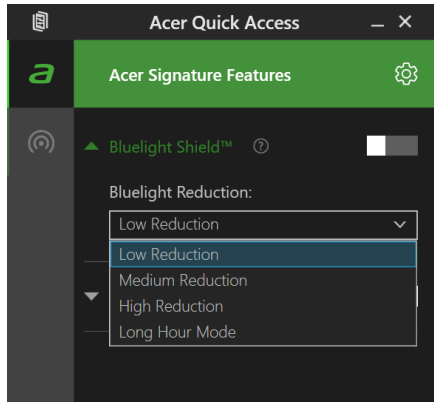 Acer Quick Access
Acer Signature Features
Bluelight Shield™
Bluelight Reduction:
Low Reduction
Low Reduction
Medium Reduction
High Reduction
Long Hour Mode